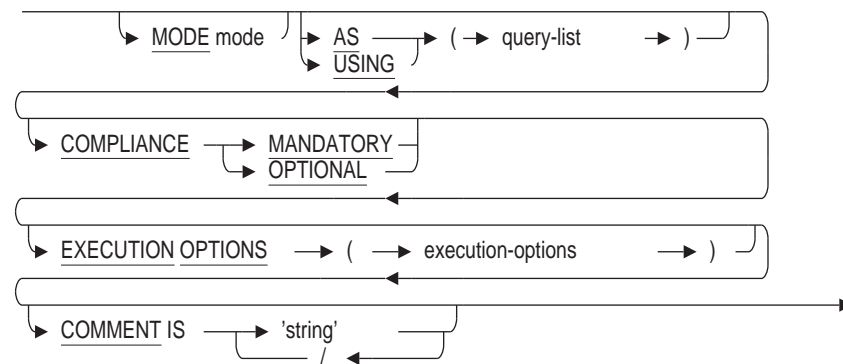 MODE mode AS ( query-list )
USING
COMPLIANCE MANDATORY
OPTIONAL
EXECUTION OPTIONS ( execution-options )
COMMENT IS 'string'
/